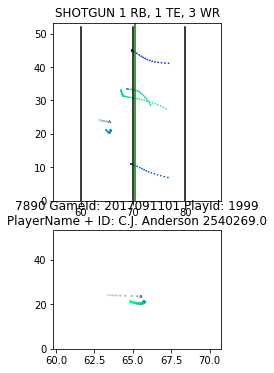 SHOTGUN 1 RB, 1 TE, 3 WR
50
40
30
20
10
0
60 70 80
7890 GameId: 2017091101 PlayId: 1999
PlayerName + ID: C.J. Anderson 2540269.0
40
20
0
60.0 62.5 65.0 67.5 70.0